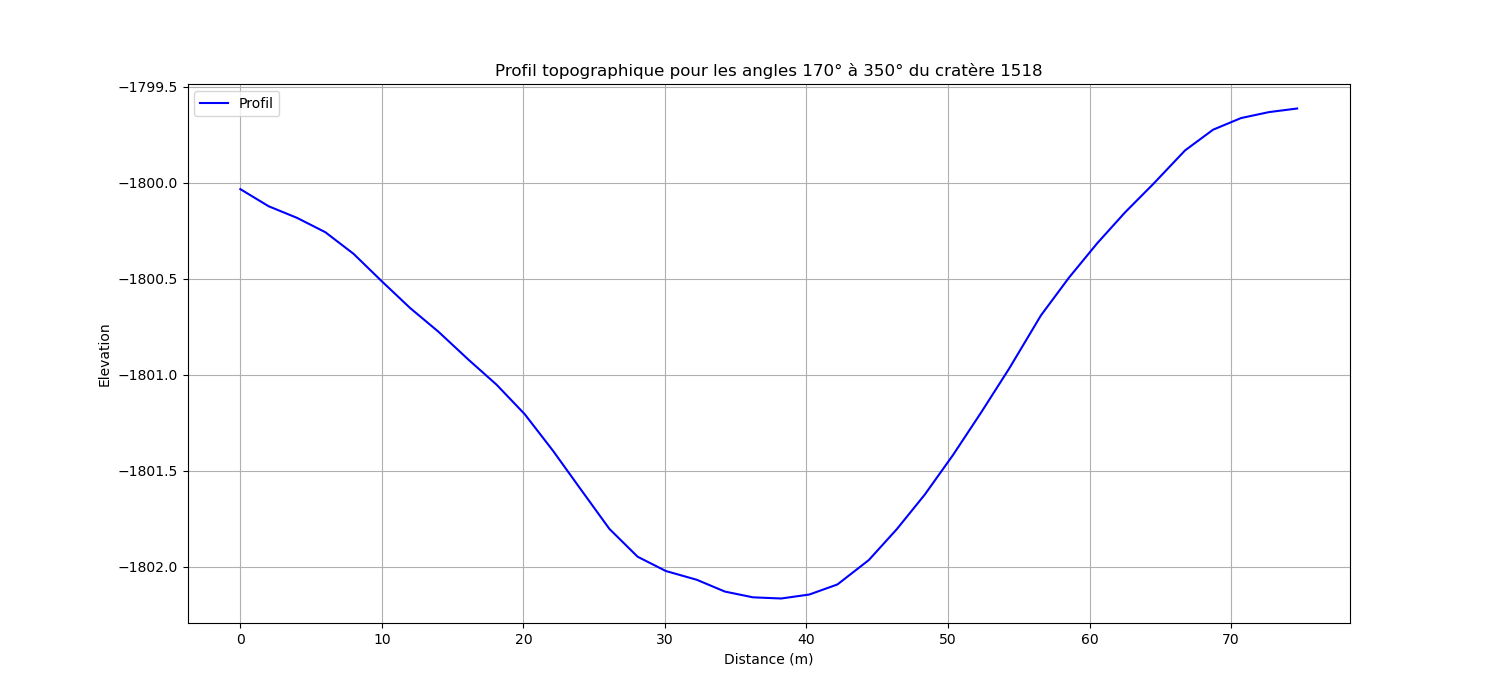 Profil topographique pour les angles 170° à 350° du cratère 1518
Profil
Elevation
−1799.5
−1800.0
−1800.5
−1801.0
−1801.5
−1802.0
0 10 20 30 40 50 60 70
Distance (m)